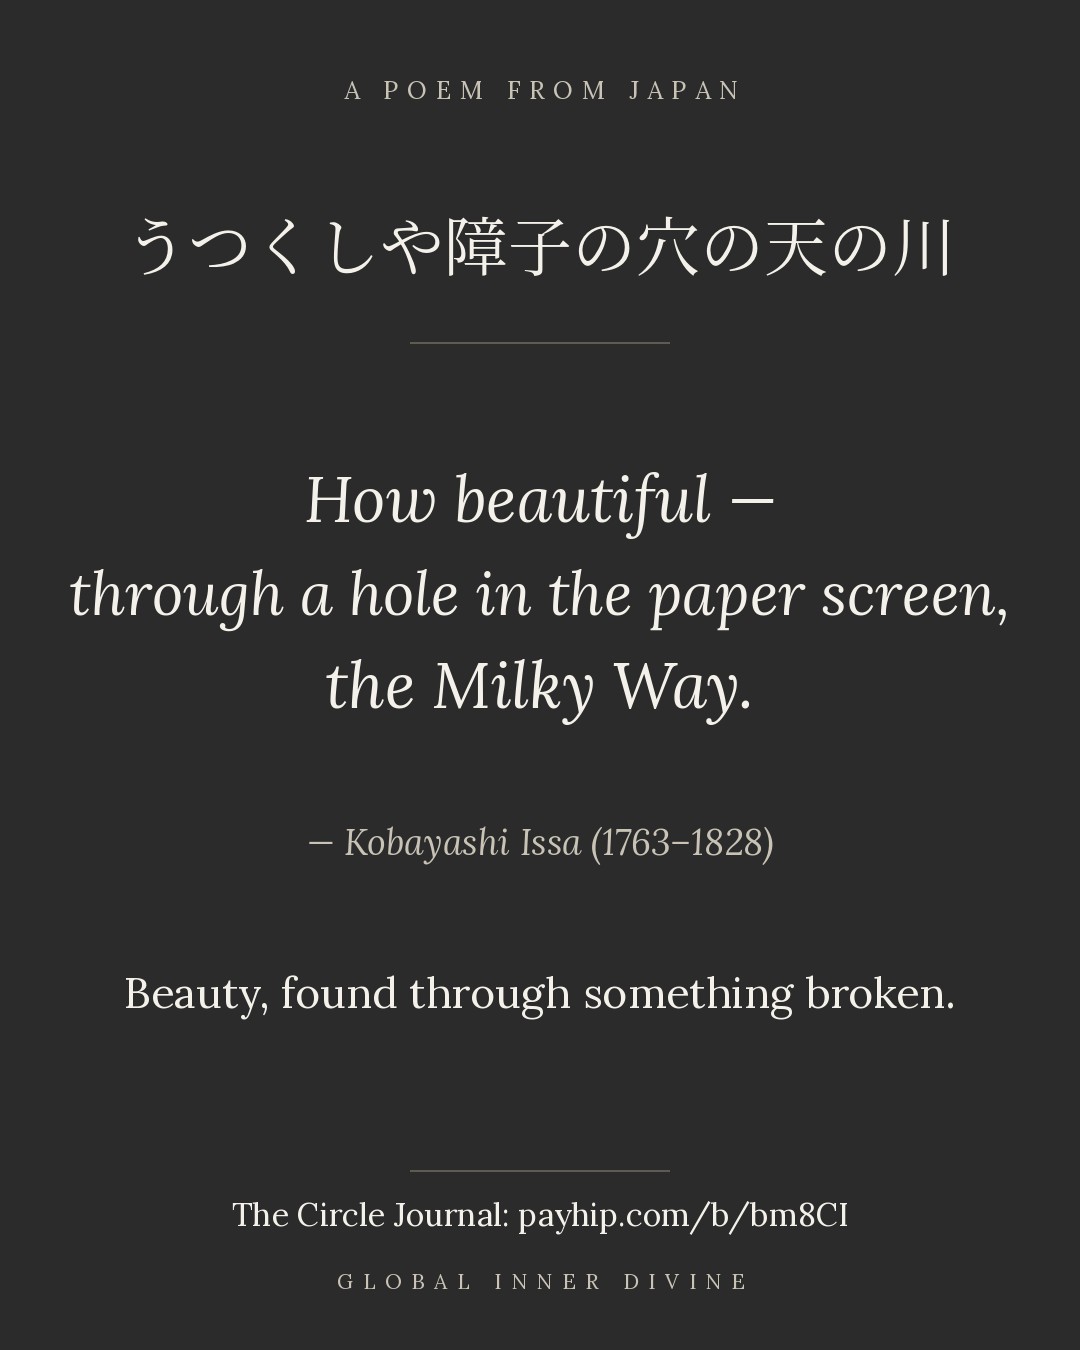 A POEM FROM JAPAN
うつくしや障子の穴の天の川
How beautiful —
through a hole in the paper screen,
the Milky Way.
— Kobayashi Issa (1763–1828)
Beauty, found through something broken.
The Circle Journal: payhip.com/b/bm8CI
GLOBAL INNER DIVINE